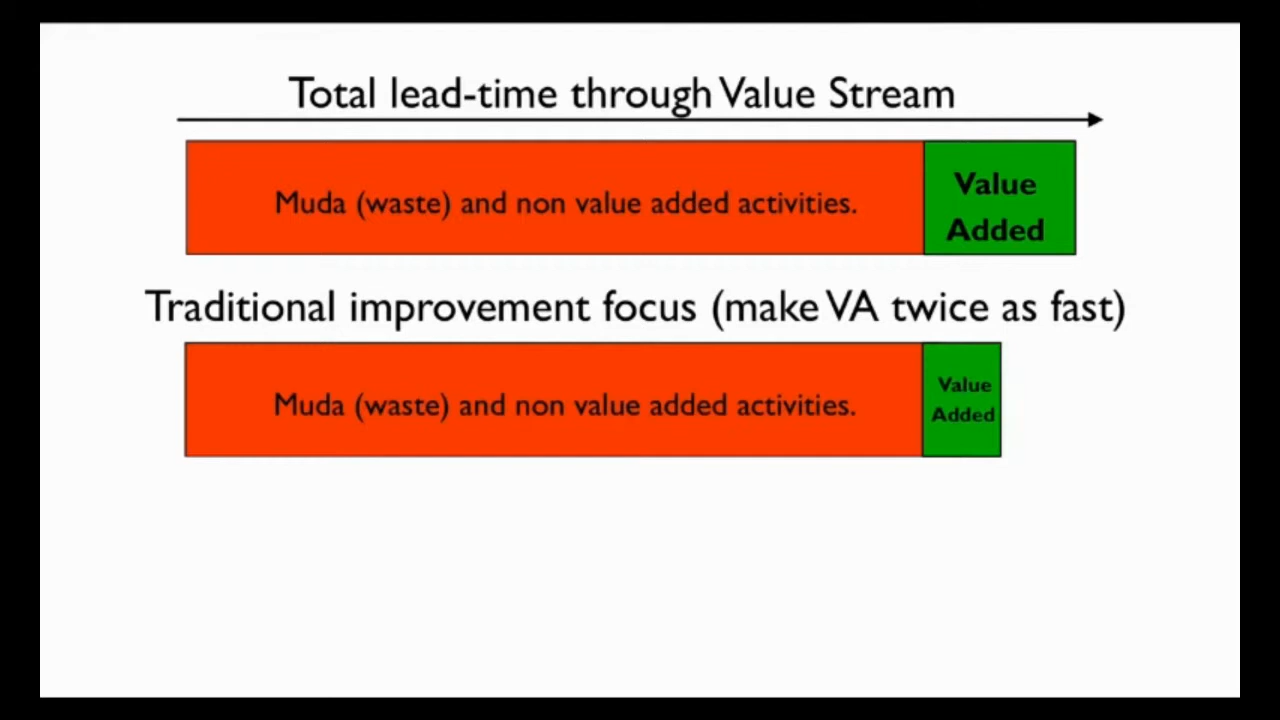 Total lead-time through Value Stream
Muda (waste) and non value added activities.
Value
Added
Traditional improvement focus (make VA twice as fast)
Muda (waste) and non value added activities.
Value
Added